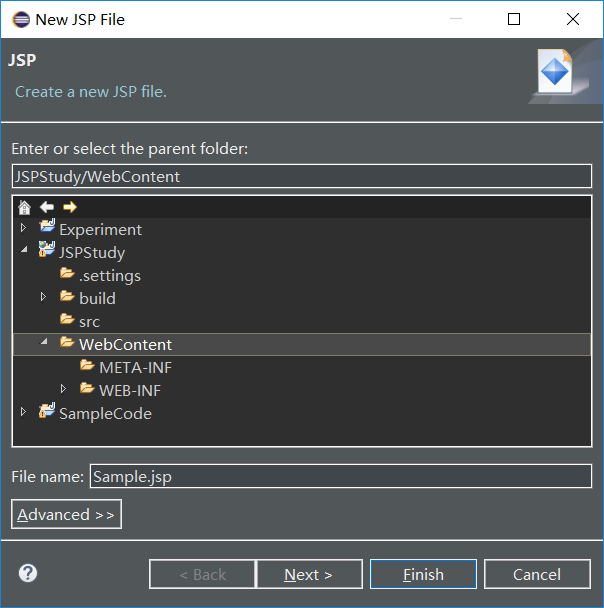 New JSP File
JSP
Create a new JSP file.
Enter or select the parent folder:
JSPStudy/WebContent
Experiment
JSPStudy
.settings
build
src
WebContent
META-INF
WEB-INF
SampleCode
File name: Sample.jsp
Advanced >>
? < Back Next > Finish Cancel